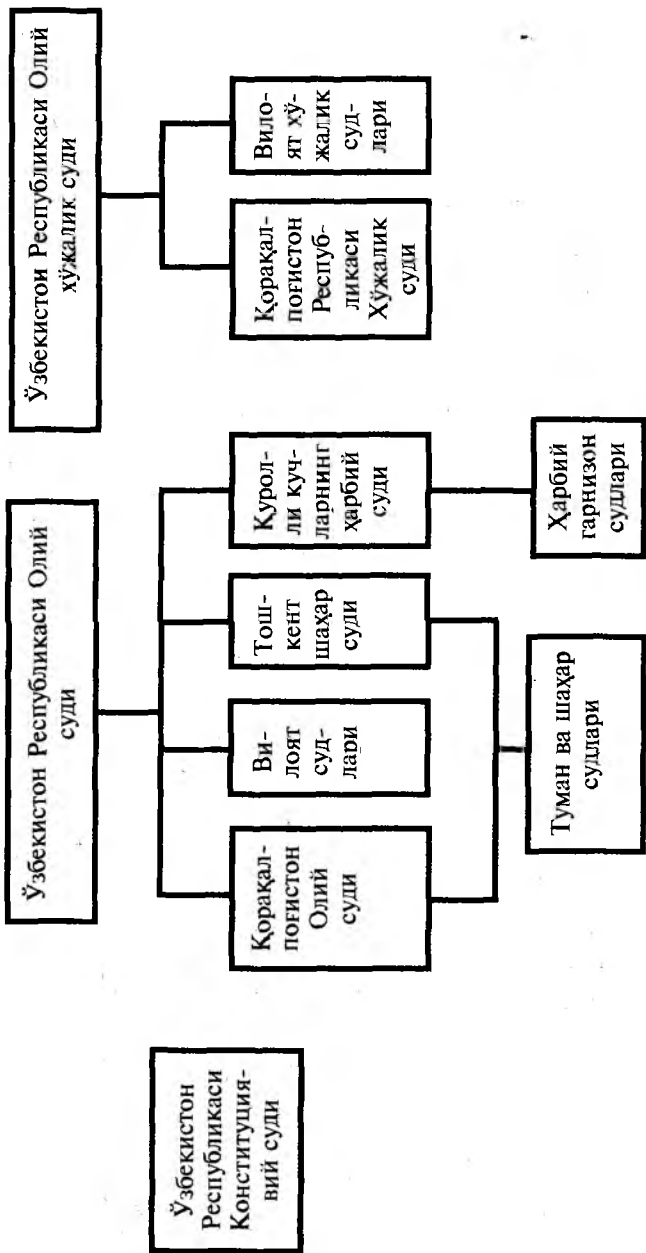 Ўзбекистон
Республикаси
Конституция-
вий суди
Ўзбекистон Республикаси Олий
суди
Қорақал-
поғистон
Олий
суди
Ви-
лоят
суд-
лари
Тош-
кент
шаҳар
суди
Қурол-
ли куч-
ларнинг
ҳарбий
суди
Туман ва шаҳар
судлари
Ҳарбий
гарнизон
судлари
Ўзбекистои Республикаси Олий
хўжалик суди
Қорақал-
поғистон
Респуб-
ликаси
Хўжалик
суди
Вило-
ят хў-
жалик
суд-
лари